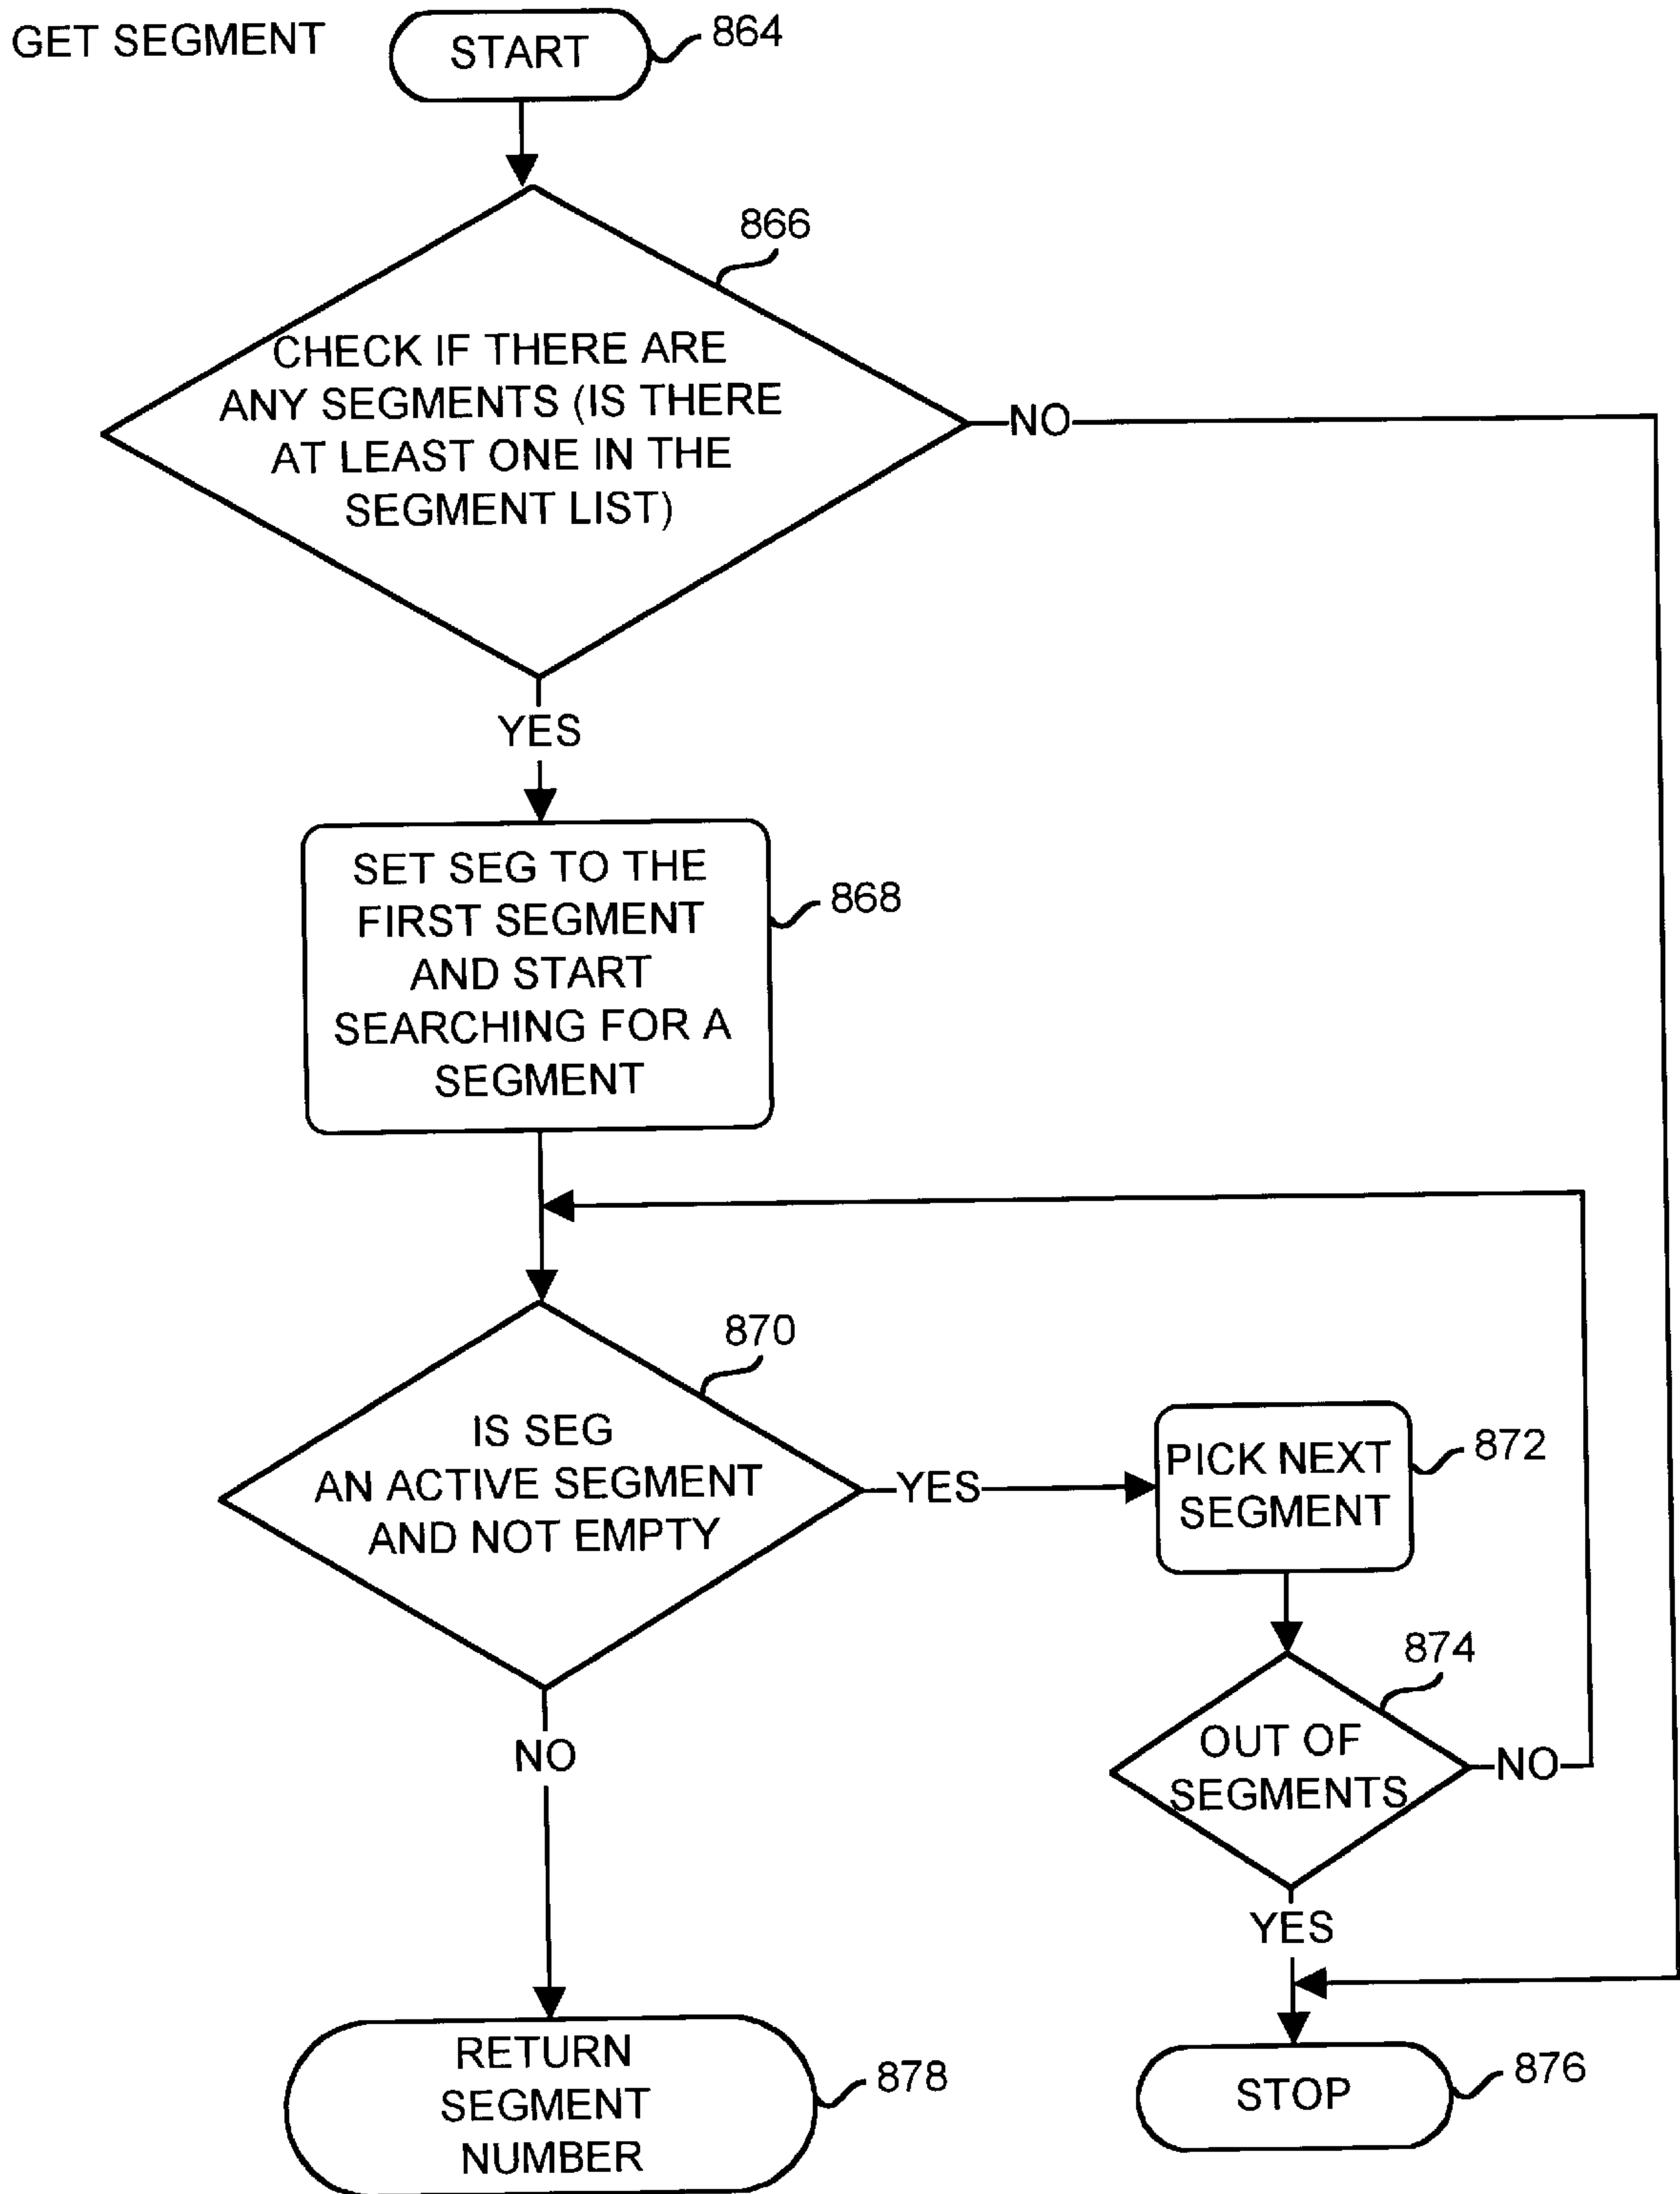 GET SEGMENT
START
864
866
CHECK IF THERE ARE
ANY SEGMENTS (IS THERE
AT LEAST ONE IN THE
SEGMENT LIST)
NO
YES
SET SEG TO THE
FIRST SEGMENT
AND START
SEARCHING FOR A
SEGMENT
868
870
IS SEG
AN ACTIVE SEGMENT
AND NOT EMPTY
YES
PICK NEXT
SEGMENT
872
874
OUT OF
SEGMENTS
NO
NO
YES
RETURN
SEGMENT
NUMBER
878
STOP
876